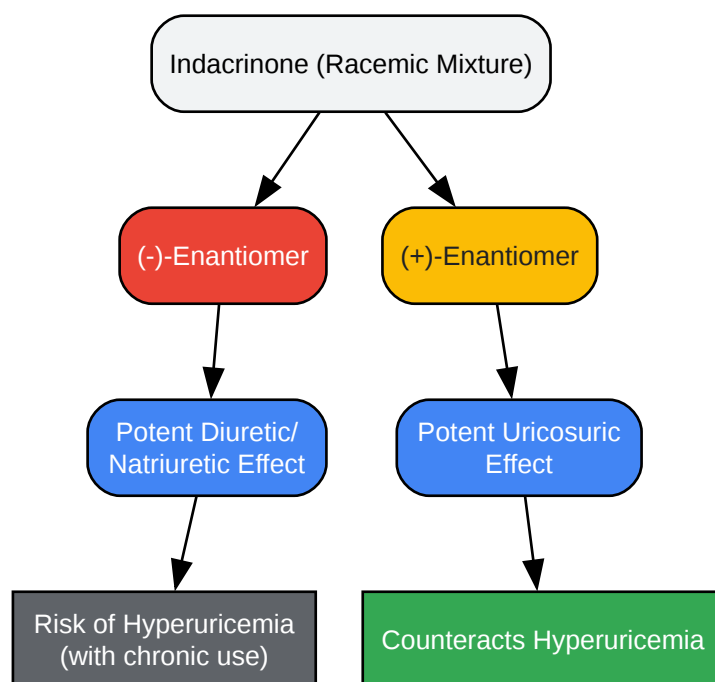 Indacrinone (Racemic Mixture)
(-)-Enantiomer
(+)-Enantiomer
Potent Diuretic/
Natriuretic Effect
Potent Uricosuric
Effect
Risk of Hyperuricemia
(with chronic use)
Counteracts Hyperuricemia